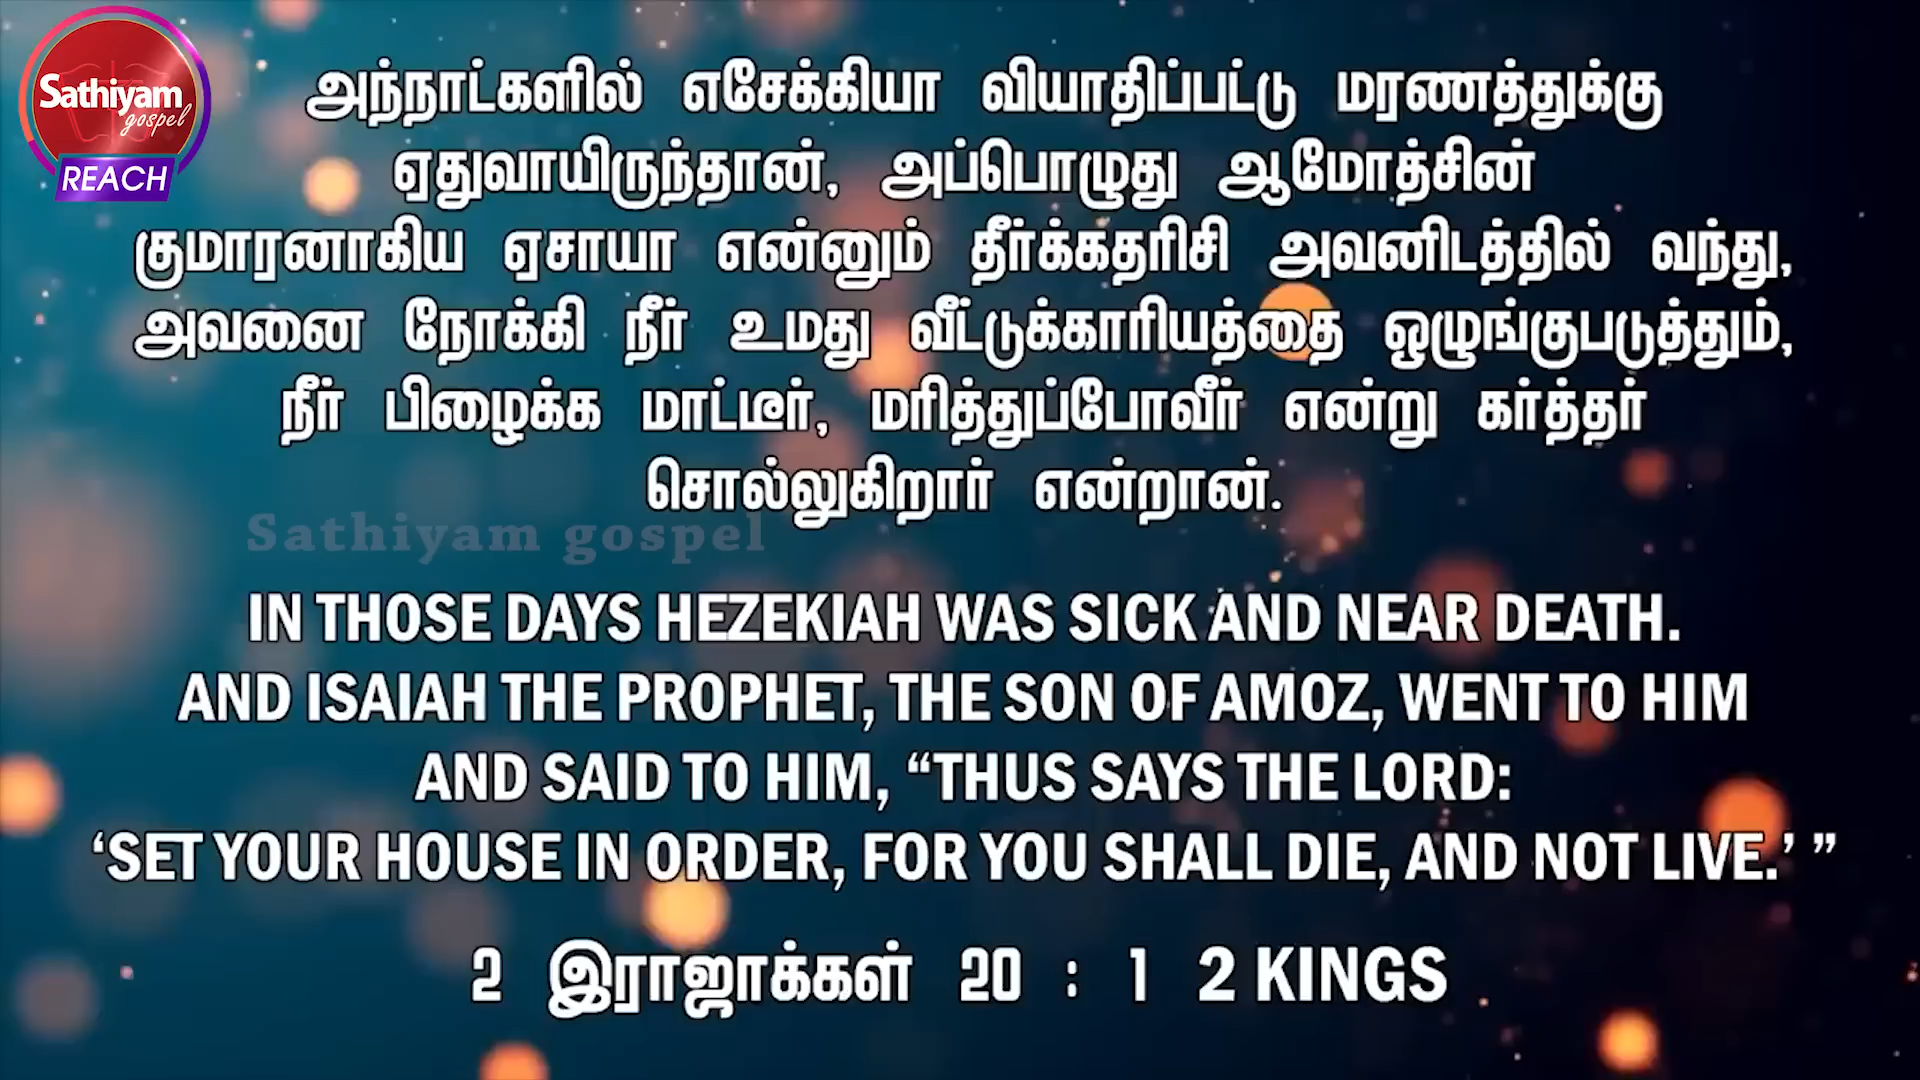 Sathiyam
gospel
REACH
அந்நாட்களில் எசேக்கியா வியாதிப்பட்டு மரணத்துக்கு
ஏதுவாயிருந்தான், அப்பொழுது ஆமோத்சின்
குமாரனாகிய ஏசாயா என்னும் தீர்க்கதரிசி அவனிடத்தில் வந்து,
அவனை நோக்கி நீர் உமது வீட்டுக்காரியத்தை ஒழுங்குபடுத்தும்,
நீர் பிழைக்க மாட்டீர், மரித்துப்போவீர் என்று கர்த்தர்
சொல்லுகிறார் என்றான்.
Sathiyam gospel
IN THOSE DAYS HEZEKIAH WAS SICK AND NEAR DEATH.
AND ISAIAH THE PROPHET, THE SON OF AMOZ, WENT TO HIM
AND SAID TO HIM, “THUS SAYS THE LORD:
‘SET YOUR HOUSE IN ORDER, FOR YOU SHALL DIE, AND NOT LIVE.’ ”
2 இராஜாக்கள் 20 : 1 2 KINGS